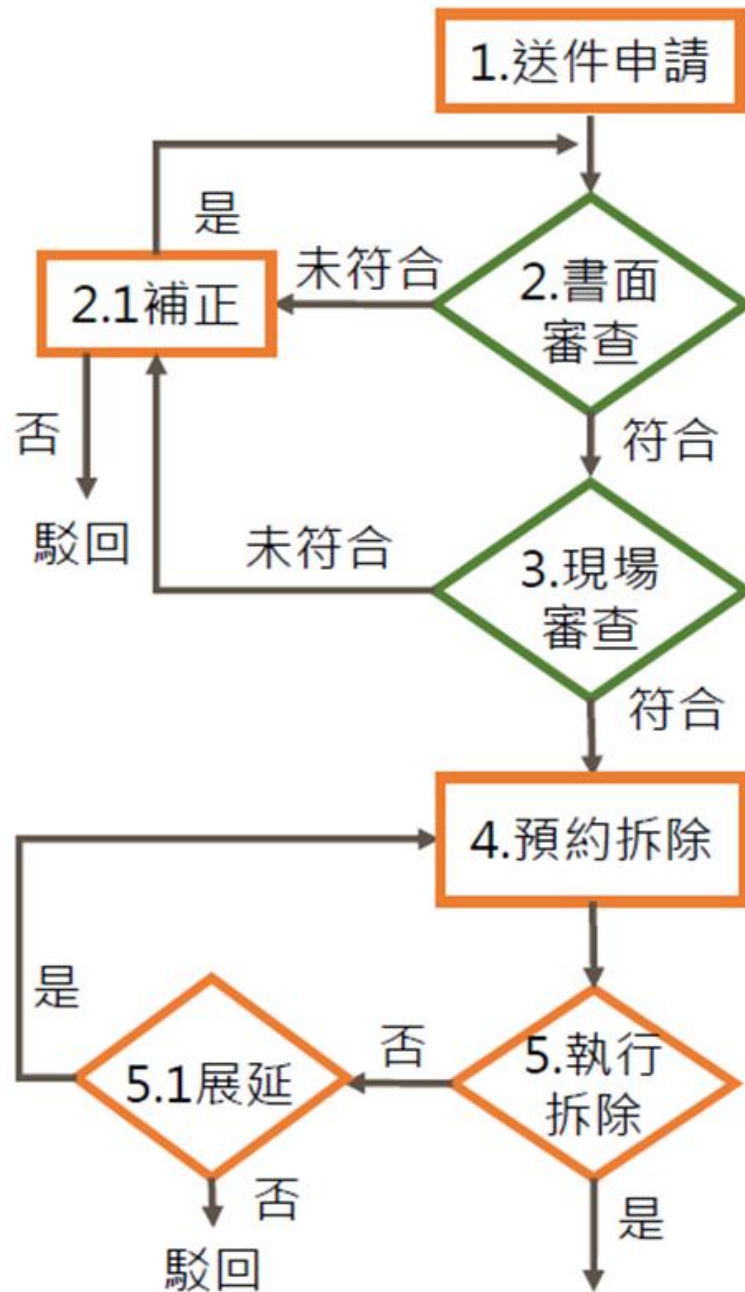 1.送件申請
是
未符合
2.書面
審查
2.1補正
否
符合
駁回
未符合
3.現場
審查
符合
4.預約拆除
是
否
5.執行
拆除
5.1展延
否
是
駁回